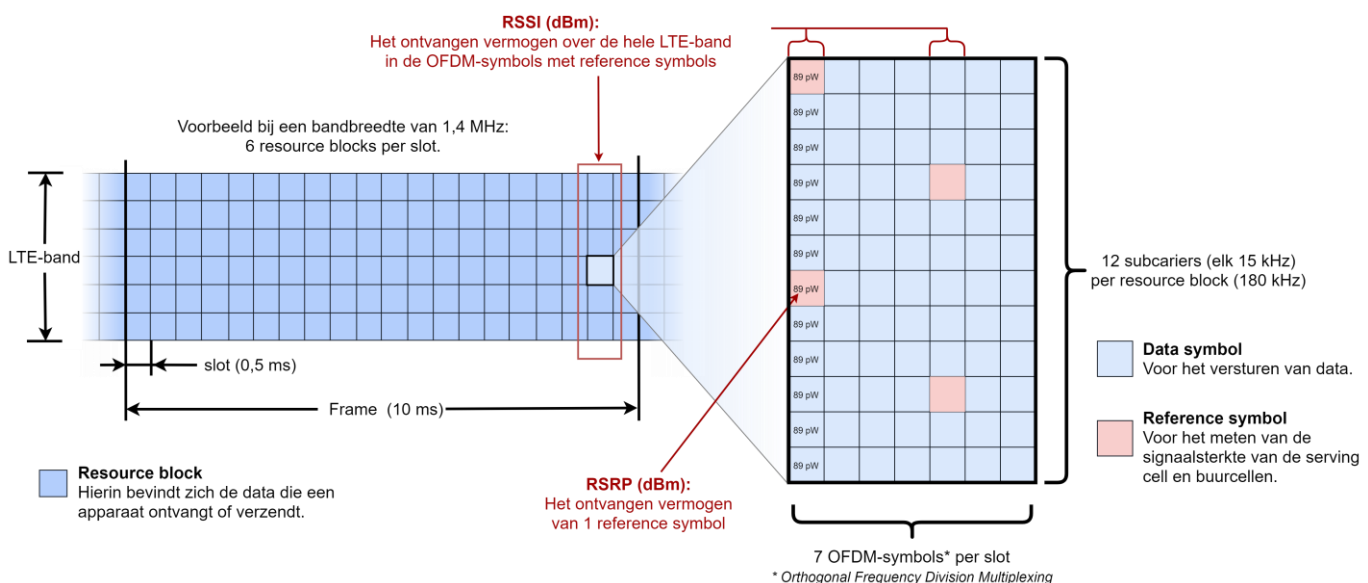 RSSI (dBm):
Het ontvangen vermogen over de hele LTE-band
in de OFDM-symbols met reference symbols
Voorbeeld bij een bandbreedte van 1,4 MHz:
6 resource blocks per slot.
LTE-band
slot (0,5 ms)
Frame (10 ms)
Resource block
Hierin bevindt zich de data die een
apparaat ontvangt of verzendt.
RSRP (dBm):
Het ontvangen vermogen
van 1 reference symbol
89 pW
89 pW
89 pW
89 pW
89 pW
89 pW
89 pW
89 pW
89 pW
89 pW
89 pW
89 pW
12 subcariers (elk 15 kHz)
per resource block (180 kHz)
Data symbol
Voor het versturen van data.
Reference symbol
Voor het meten van de
signaalsterkte van de serving
cell en buurcellen.
7 OFDM-symbols* per slot
* Orthogonal Frequency Division Multiplexing